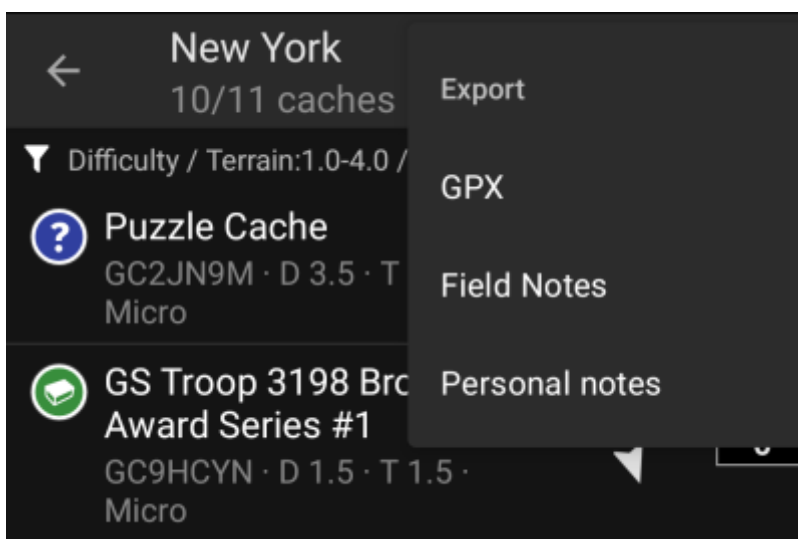 New York
10/11 caches
Difficulty / Terrain:1.0-4.0 /
Puzzle Cache
GC2JN9M · D 3.5 · T
Micro
GS Troop 3198 Bro
Award Series #1
GC9HCYN · D 1.5 · T 1.5 ·
Micro
Export
GPX
Field Notes
Personal notes